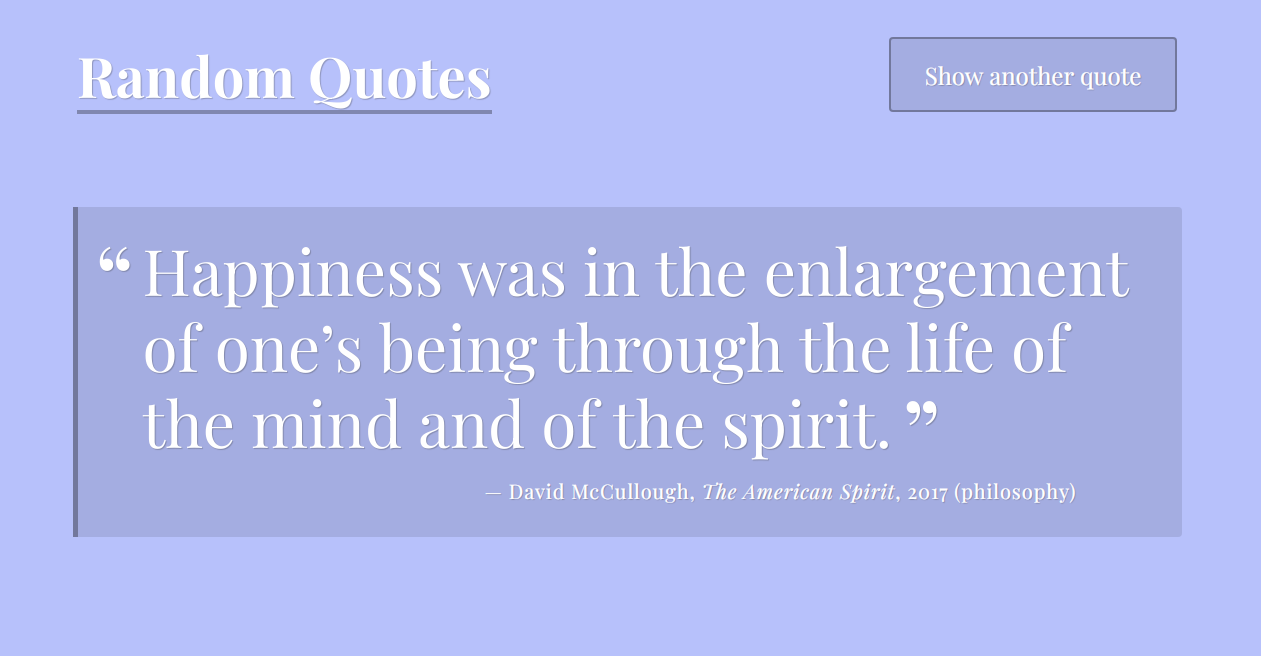 Random Quotes
Show another quote
“ Happiness was in the enlargement
of one’s being through the life of
the mind and of the spirit. ”
— David McCullough, The American Spirit, 2017 (philosophy)